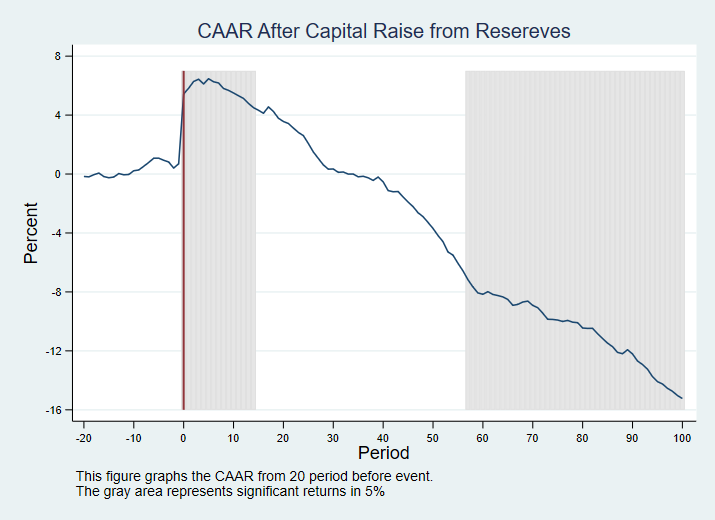 CAAR After Capital Raise from Resereves
8
4
0
-4
-8
-12
-16
Percent
-20 -10 0 10 20 30 40 50 60 70 80 90 100
Period
This figure graphs the CAAR from 20 period before event.
The gray area represents significant returns in 5%